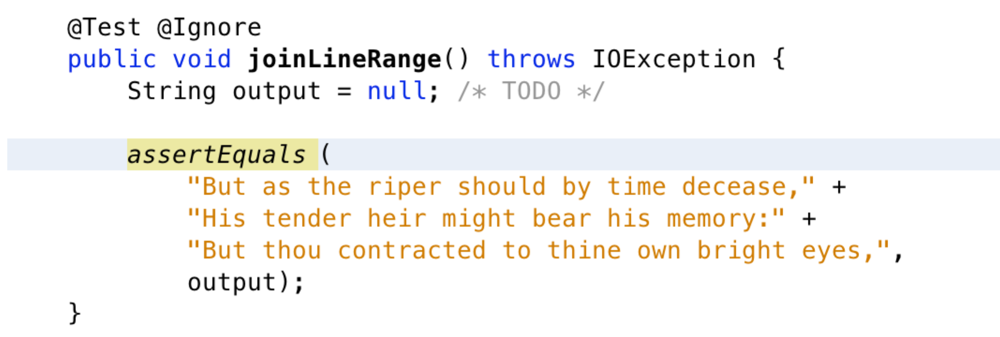 @Test @Ignore
public void joinLineRange() throws IOException {
String output = null; /* TODO */
assertEquals (
"But as the riper should by time decease," +
"His tender heir might bear his memory:" +
"But thou contracted to thine own bright eyes,",
output);
}